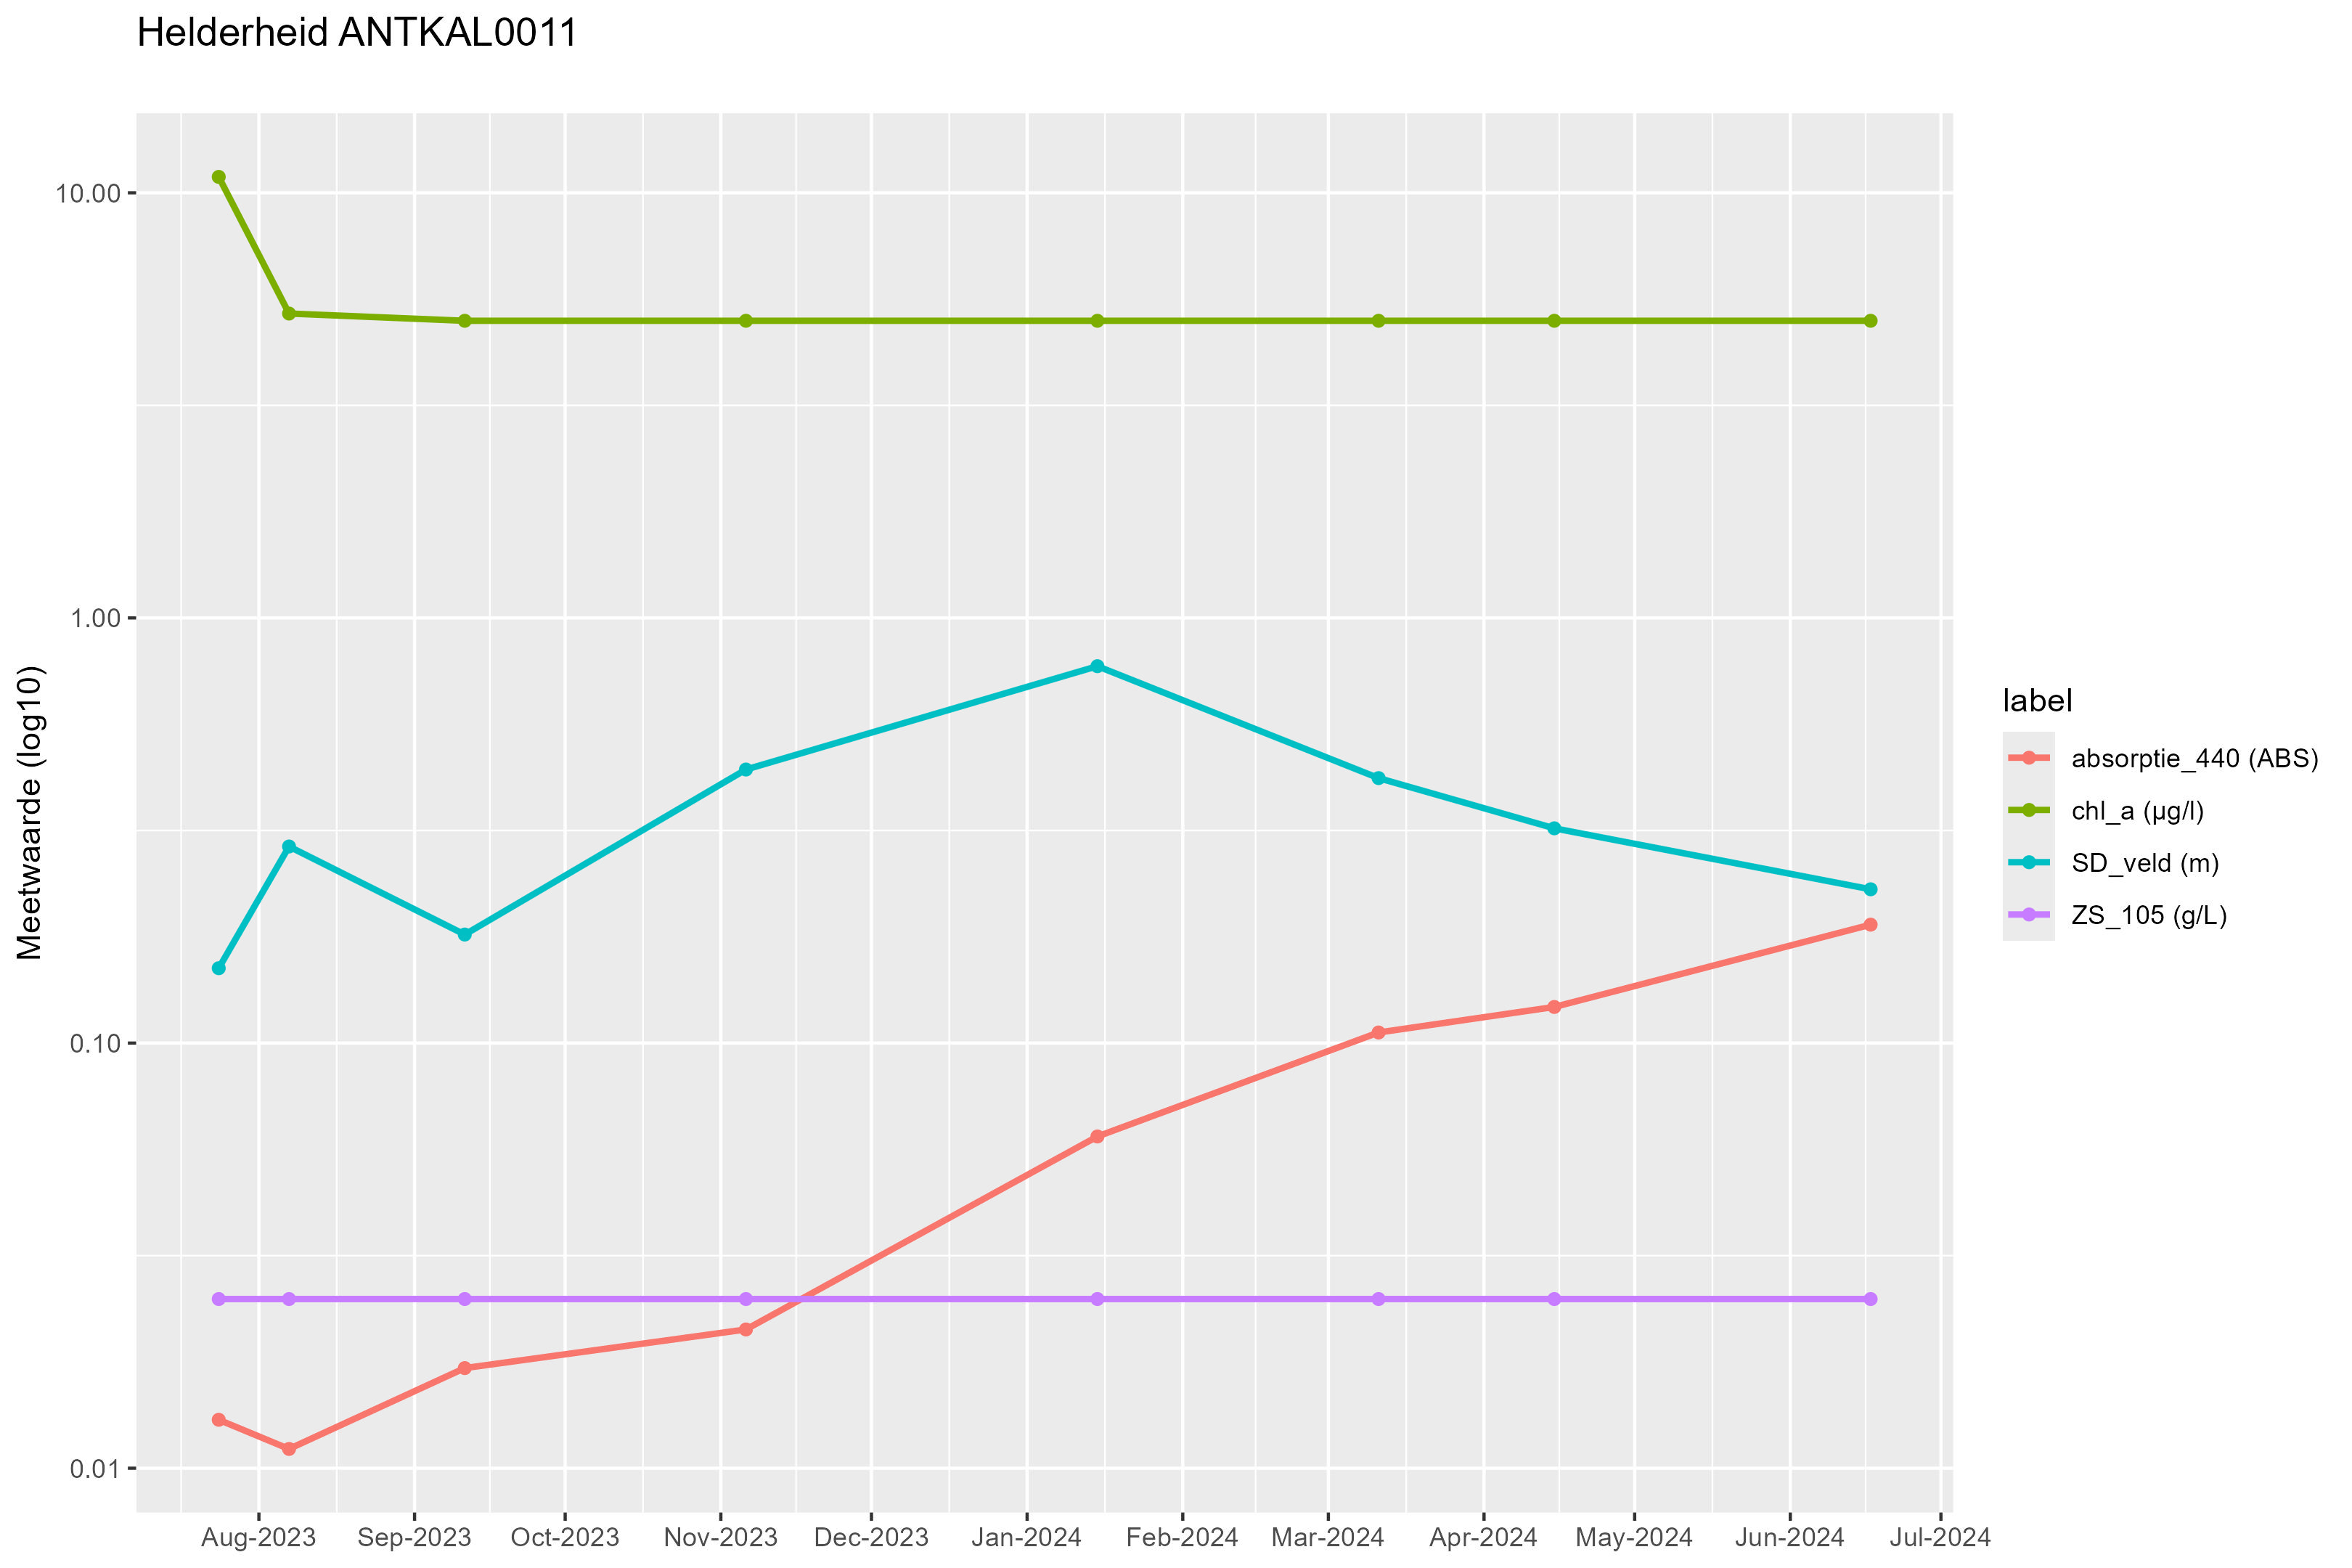 Helderheid ANTKAL0011
10.00
1.00
0.10
0.01
Meetwaarde (log10)
Aug-2023 Sep-2023 Oct-2023 Nov-2023 Dec-2023 Jan-2024 Feb-2024 Mar-2024 Apr-2024 May-2024 Jun-2024 Jul-2024
label
absorptie_440 (ABS)
chl_a (µg/l)
SD_veld (m)
ZS_105 (g/L)